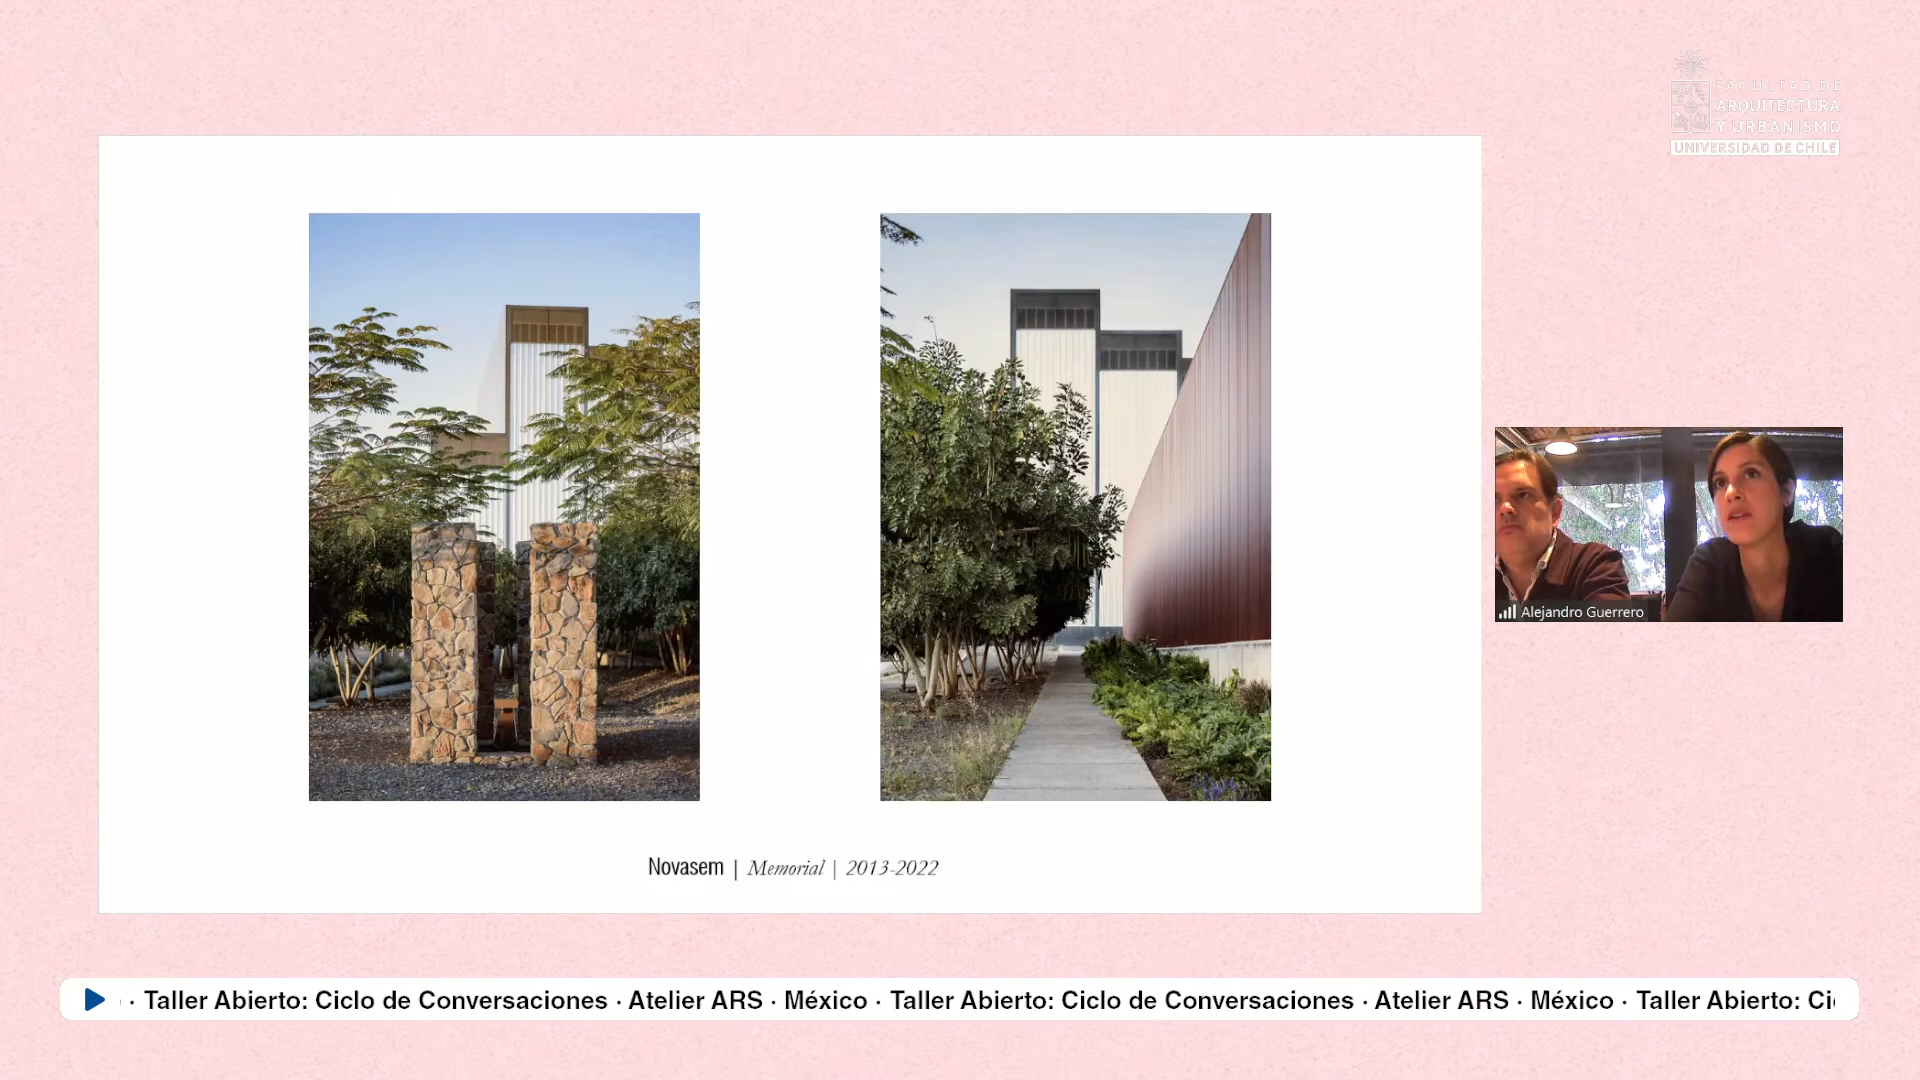 FACULTAD DE
ARQUITECTURA
Y URBANISMO
UNIVERSIDAD DE CHILE
Alejandro Guerrero
Novasem | Memorial | 2013-2022
· Taller Abierto: Ciclo de Conversaciones · Atelier ARS · México · Taller Abierto: Ciclo de Conversaciones · Atelier ARS · México · Taller Abierto: Ci